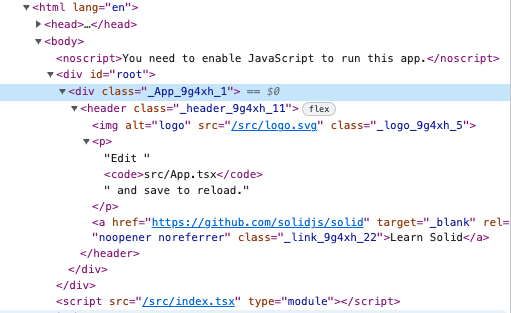 <html lang="en">
<head>…</head>
<body>
<noscript>You need to enable JavaScript to run this app.</noscript>
<div id="root">
<div class="_App_9g4xh_1"> == $0
<header class="_header_9g4xh_11"> flex
<img alt="logo" src="/src/logo.svg" class="_logo_9g4xh_5">
<p>
"Edit "
<code>src/App.tsx</code>
" and save to reload."
</p>
<a href="https://github.com/solidjs/solid" target="_blank" rel=
"noopener noreferrer" class="_link_9g4xh_22">Learn Solid</a>
</header>
</div>
</div>
<script src="/src/index.tsx" type="module"></script>